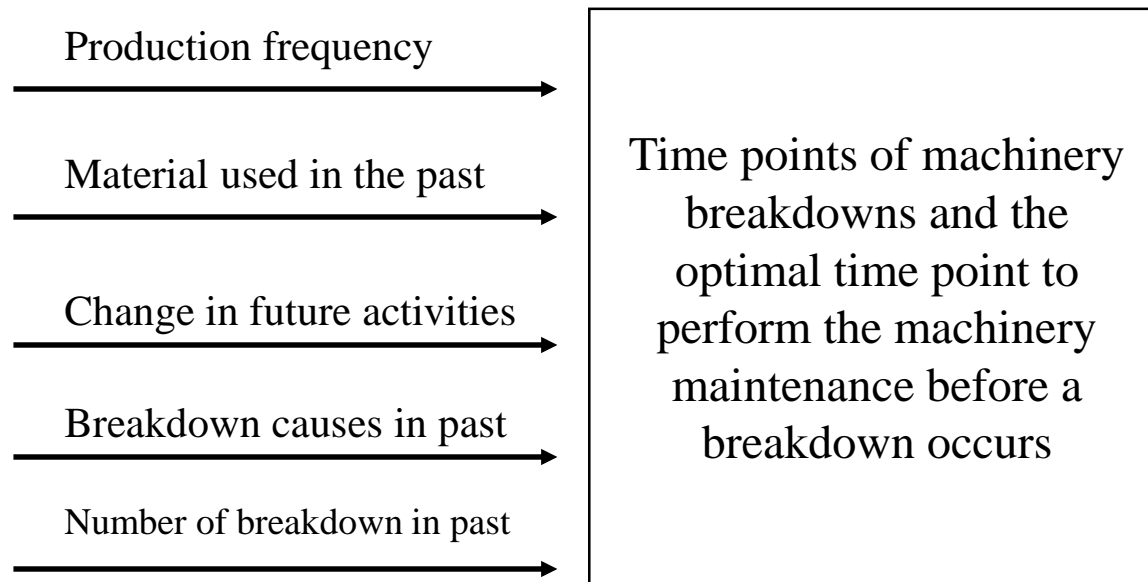 Production frequency
Material used in the past
Change in future activities
Breakdown causes in past
Number of breakdown in past
Time points of machinery
breakdowns and the
optimal time point to
perform the machinery
maintenance before a
breakdown occurs